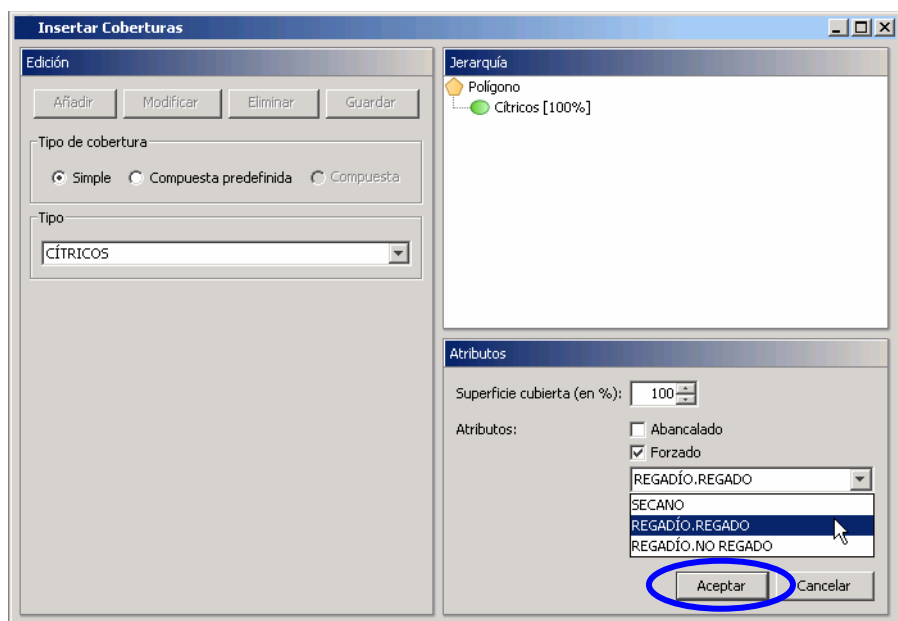 Insertar Coberturas
Edición
Añadir Modificar Eliminar Guardar
Tipo de cobertura
Simple Compuesta predefinida Compuesta
Tipo
CÍTRICOS
Jerarquía
Polígono
Cítricos [100%]
Atributos
Superficie cubierta (en %): 100
Atributos: Abancalado
Forzado
REGADÍO.REGADO
SECANO
REGADÍO.REGADO
REGADÍO.NO REGADO
Aceptar Cancelar